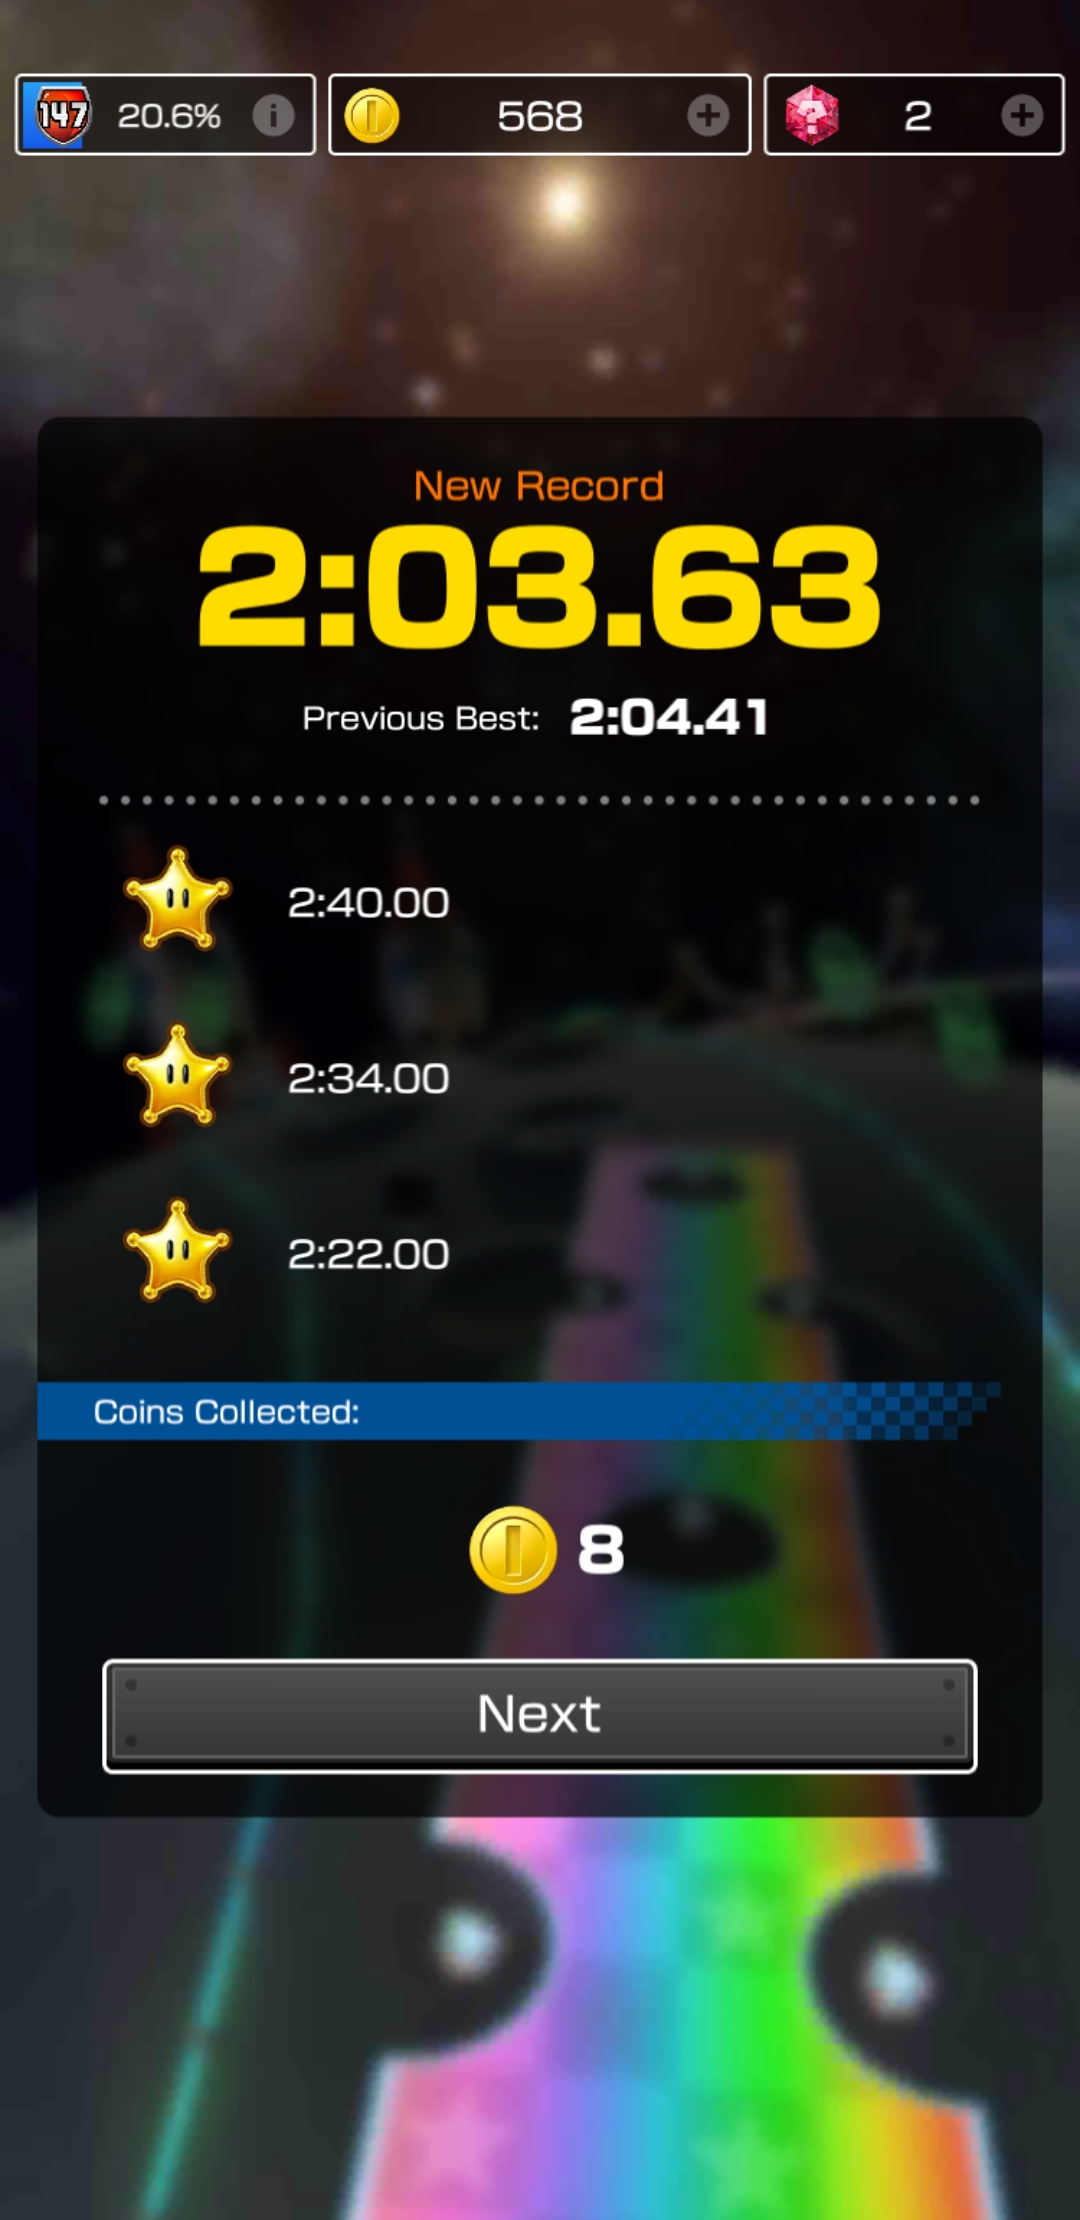 147 20.6% i 568 + ? 2 +
New Record
2:03.63
Previous Best: 2:04.41
2:40.00
2:34.00
2:22.00
Coins Collected:
8
Next